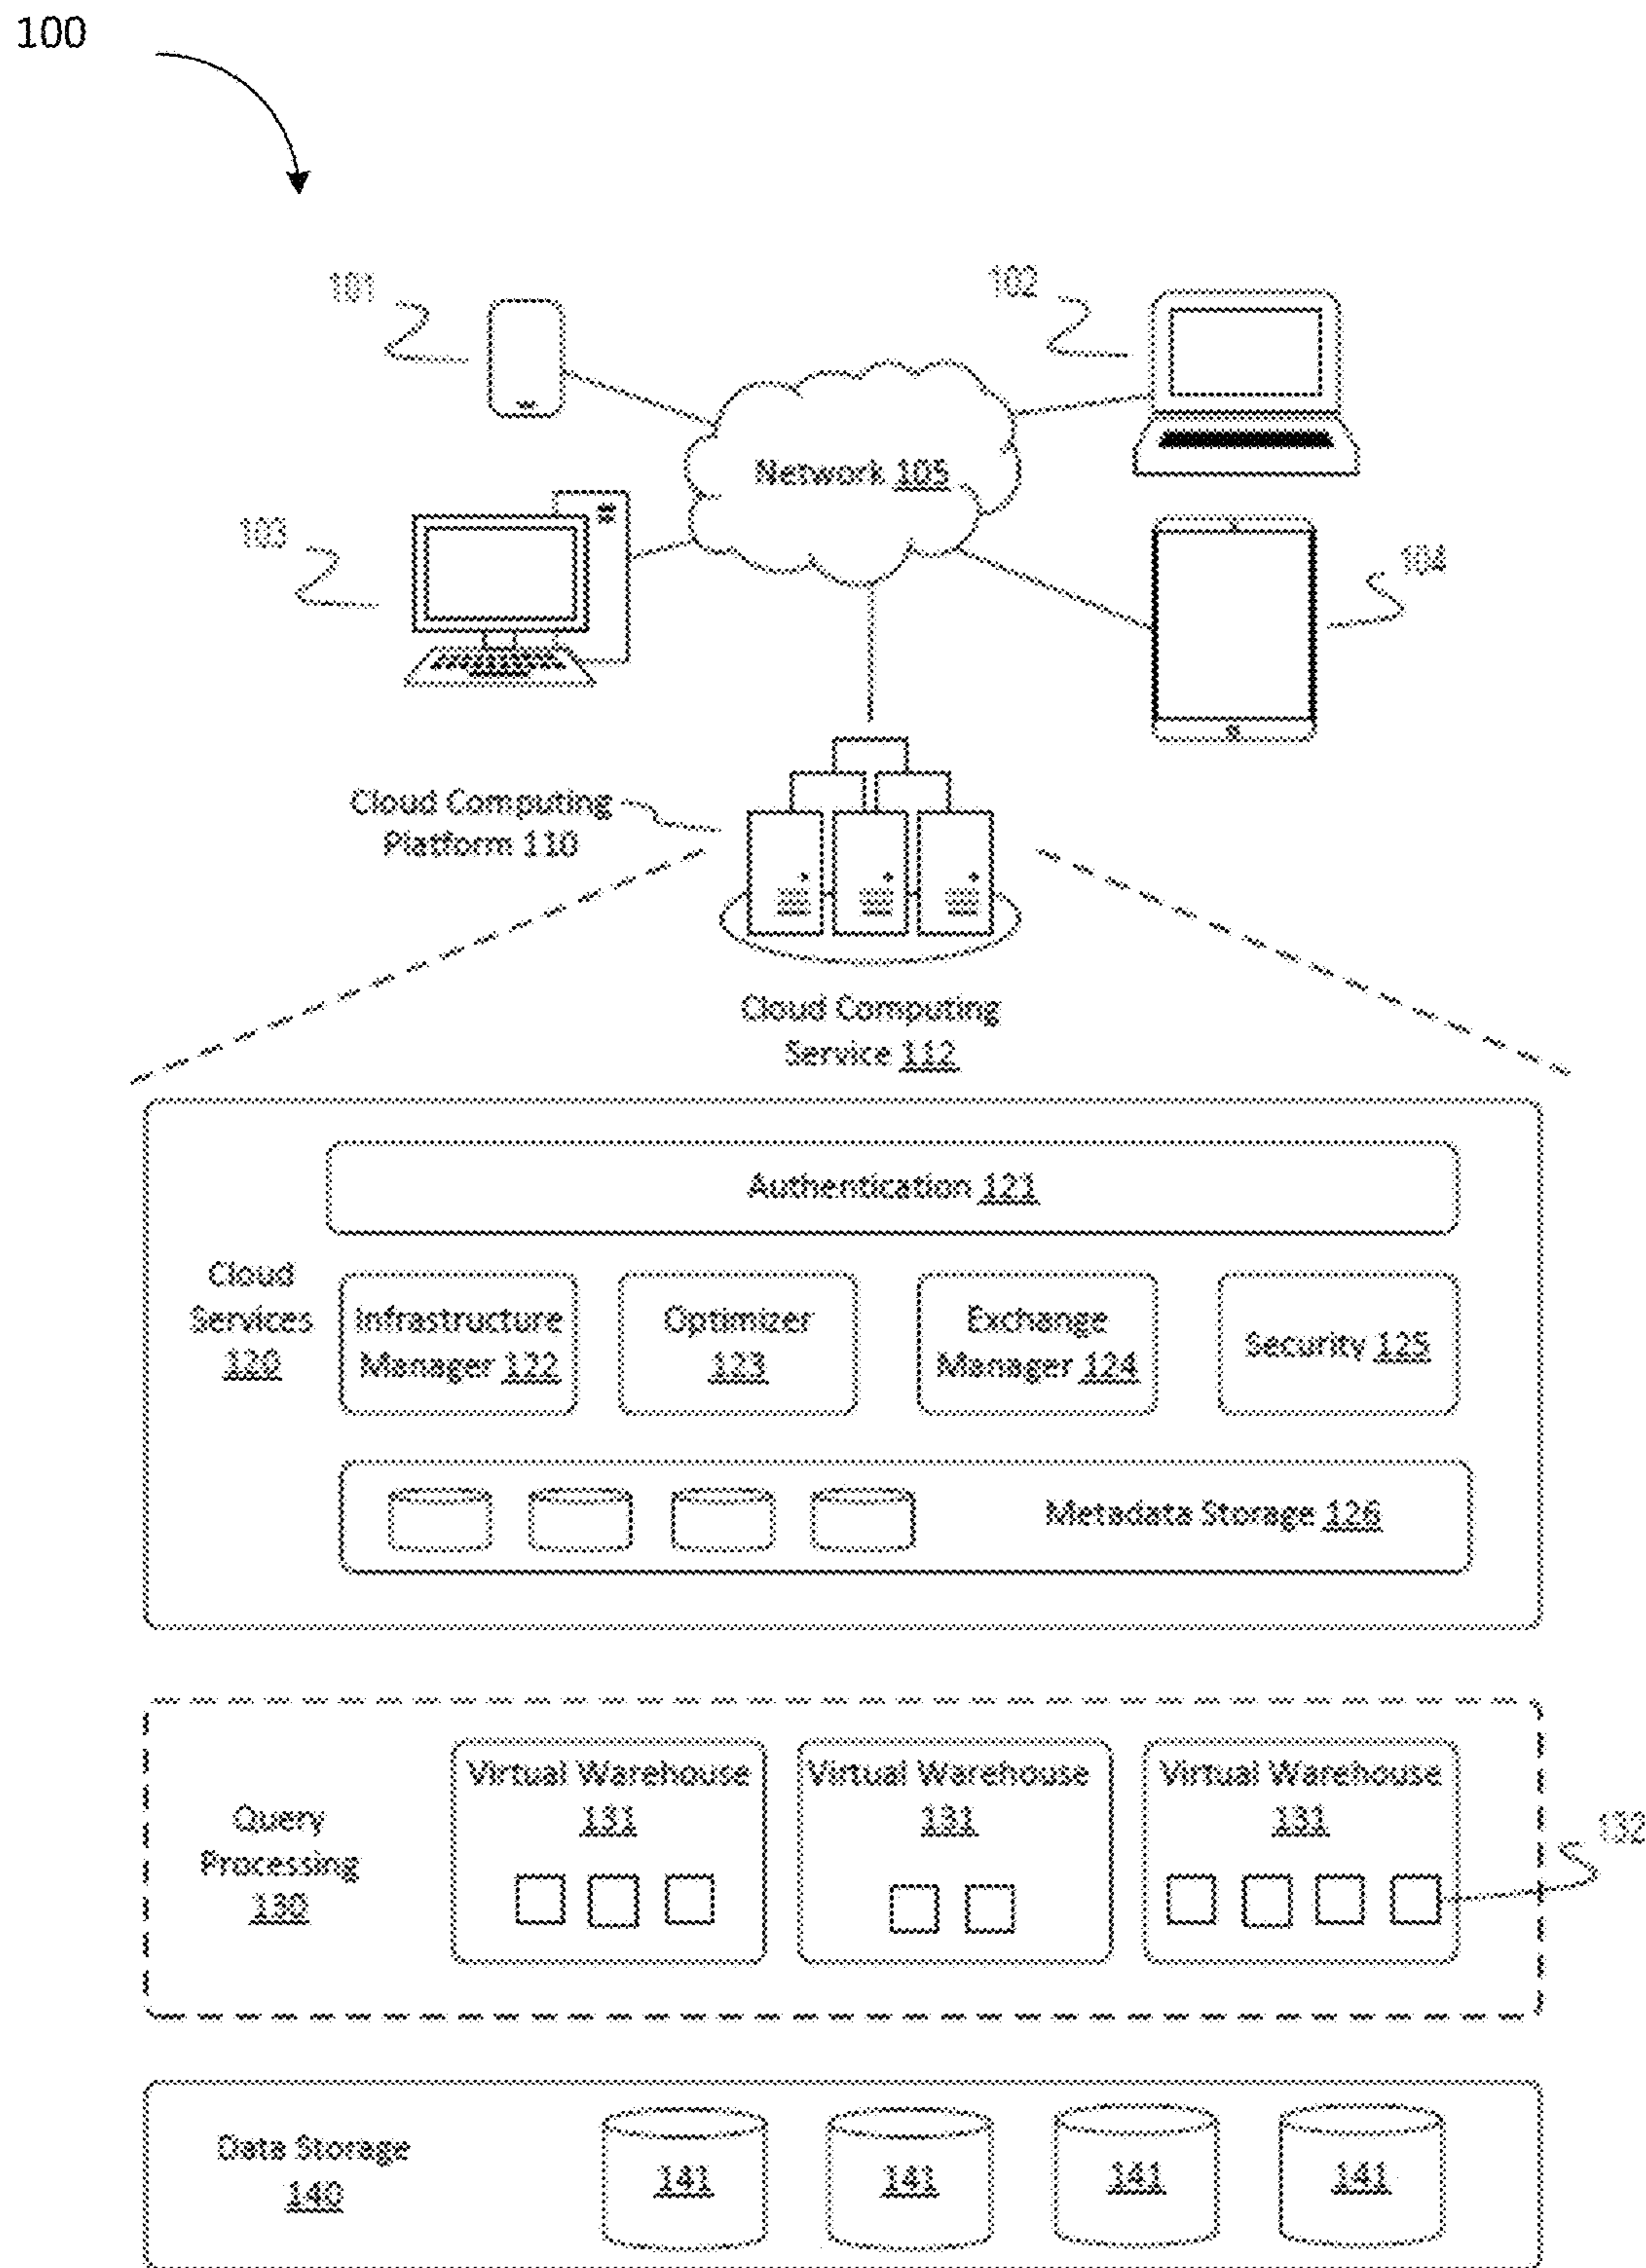 100
101
102
Network 105
103
104
Cloud Computing
Platform 110
Cloud Computing
Service 112
Authentication 121
Cloud
Services
120
Infrastructure
Manager 122
Optimizer
123
Exchange
Manager 124
Security 125
Metadata Storage 126
Query
Processing
130
Virtual Warehouse
131
Virtual Warehouse
131
Virtual Warehouse
131
132
Data Storage
140
141
141
141
141